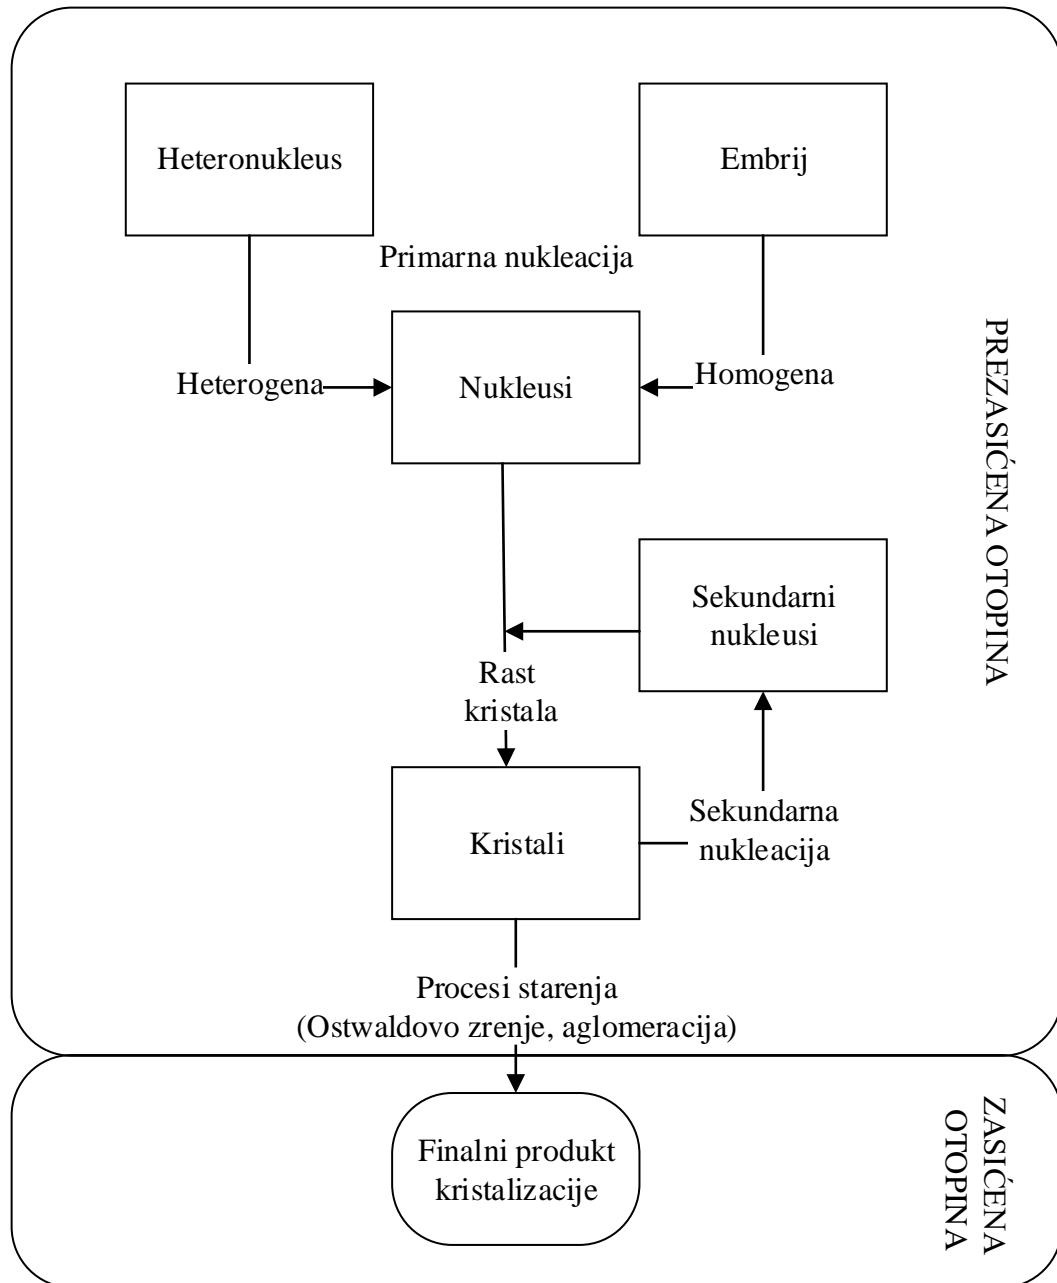 Heteronukleus
Embrij
Primarna nukleacija
Heterogena
Nukleusi
Homogena
PREZASIĆENA OTOPINA
Sekundarni
nukleusi
Rast
kristala
Kristali
Sekundarna
nukleacija
Procesi starenja
(Ostwaldovo zrenje, aglomeracija)
Finalni produkt
kristalizacije
ZASIĆENA
OTOPINA